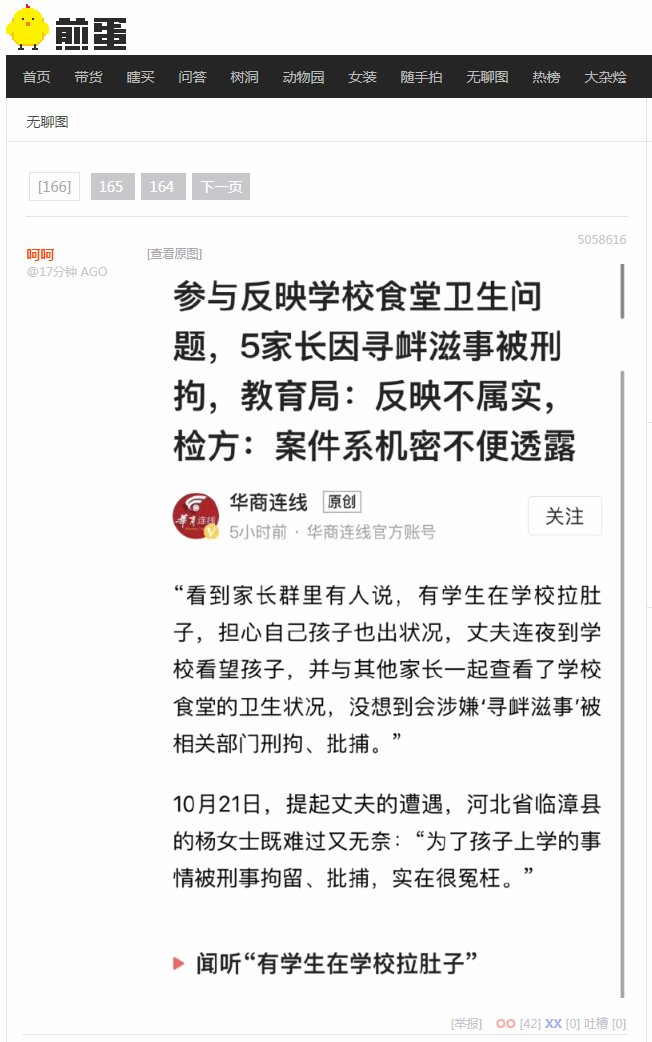 煎蛋
首页 带货 瞎买 问答 树洞 动物园 女装 随手拍 无聊图 热榜 大杂烩
无聊图
[166] 165 164 下一页
5058616
呵呵 [查看原图]
@17分钟 AGO
参与反映学校食堂卫生问
题，5家长因寻衅滋事被刑
拘，教育局：反映不属实，
检方：案件系机密不便透露
华商连线 原创
关注
5小时前 · 华商连线官方账号
“看到家长群里有人说，有学生在学校拉肚
子，担心自己孩子也出状况，丈夫连夜到学
校看望孩子，并与其他家长一起查看了学校
食堂的卫生状况，没想到会涉嫌‘寻衅滋事’被
相关部门刑拘、批捕。”
10月21日，提起丈夫的遭遇，河北省临漳县
的杨女士既难过又无奈：“为了孩子上学的事
情被刑事拘留、批捕，实在很冤枉。”
闻听“有学生在学校拉肚子”
[举报] OO [42] XX [0] 吐槽 [0]